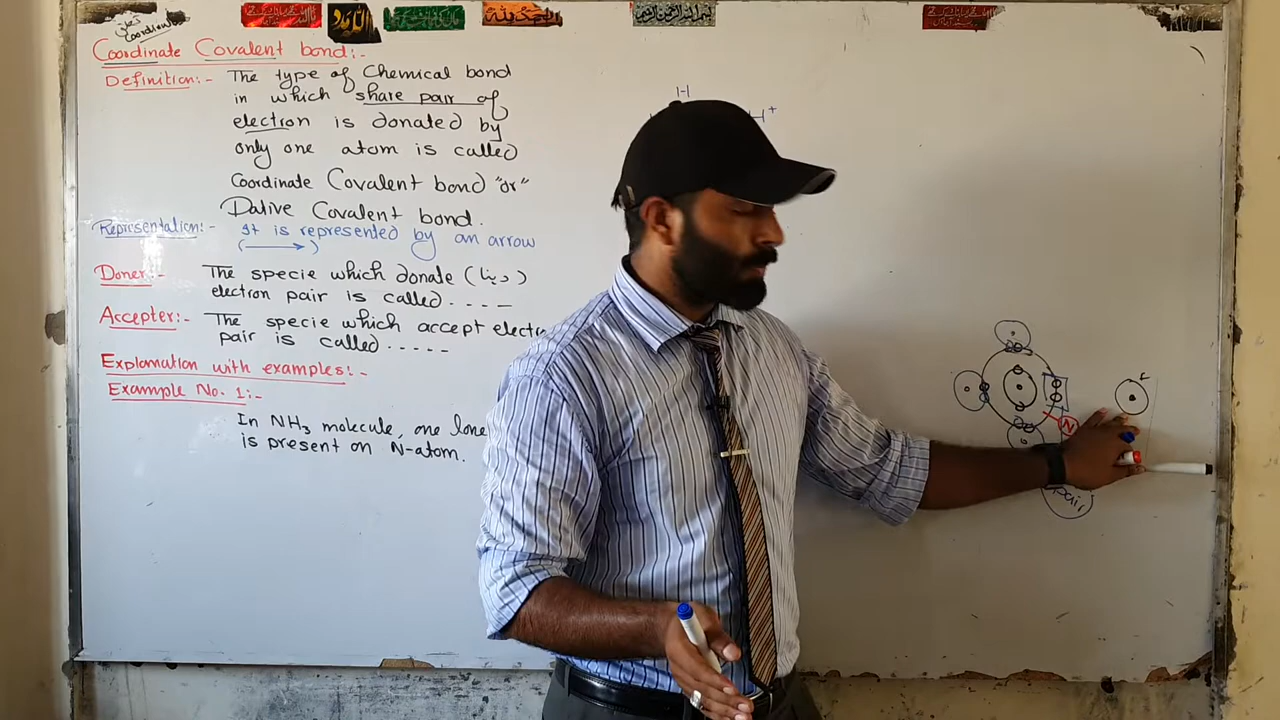 Coordinate Covalent bond:-
Definition:- The type of Chemical bond
in which share pair of
electron is donated by
only one atom is called
Coordinate Covalent bond "or"
Dative Covalent bond.
Representation:- It is represented by an arrow
(⟶)
Doner:- The specie which donate (دینا)
electron pair is called - - - -
Accepter:- The specie which accept
pair is called - - - - -
Explanation with examples:-
Example No. 1:-
In NH3 molecule, one lone
is present on N-atom.
H
H+
N
pair